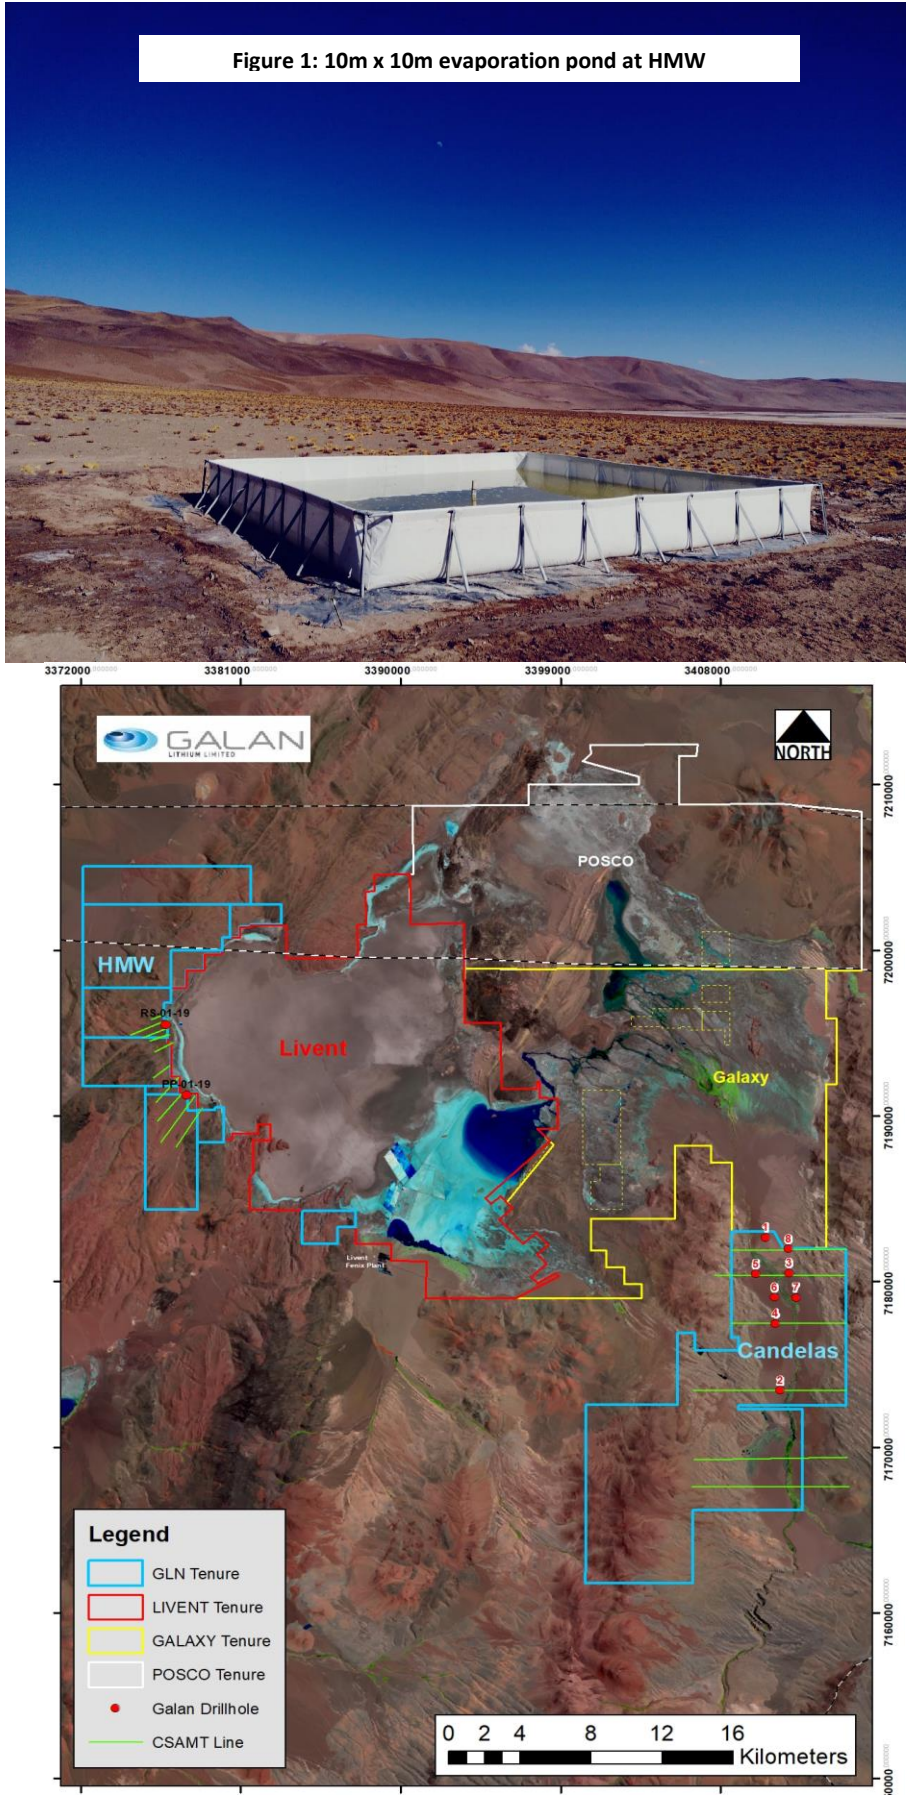 Figure 1: 10m x 10m evaporation pond at HMW
3372000
3381000
3390000
3399000
3408000
GALAN
LITHIUM LIMITED
NORTH
7210000
POSCO
7200000
HMW
RS-01-19
Livent
Galaxy
PP-01-19
7190000
1
8
5
3
Livent
Fenix Plant
7180000
6
7
4
Candelas
2
7170000
Legend
GLN Tenure
LIVENT Tenure
GALAXY Tenure
POSCO Tenure
Galan Drillhole
CSAMT Line
7160000
0 2 4 8 12 16
Kilometers